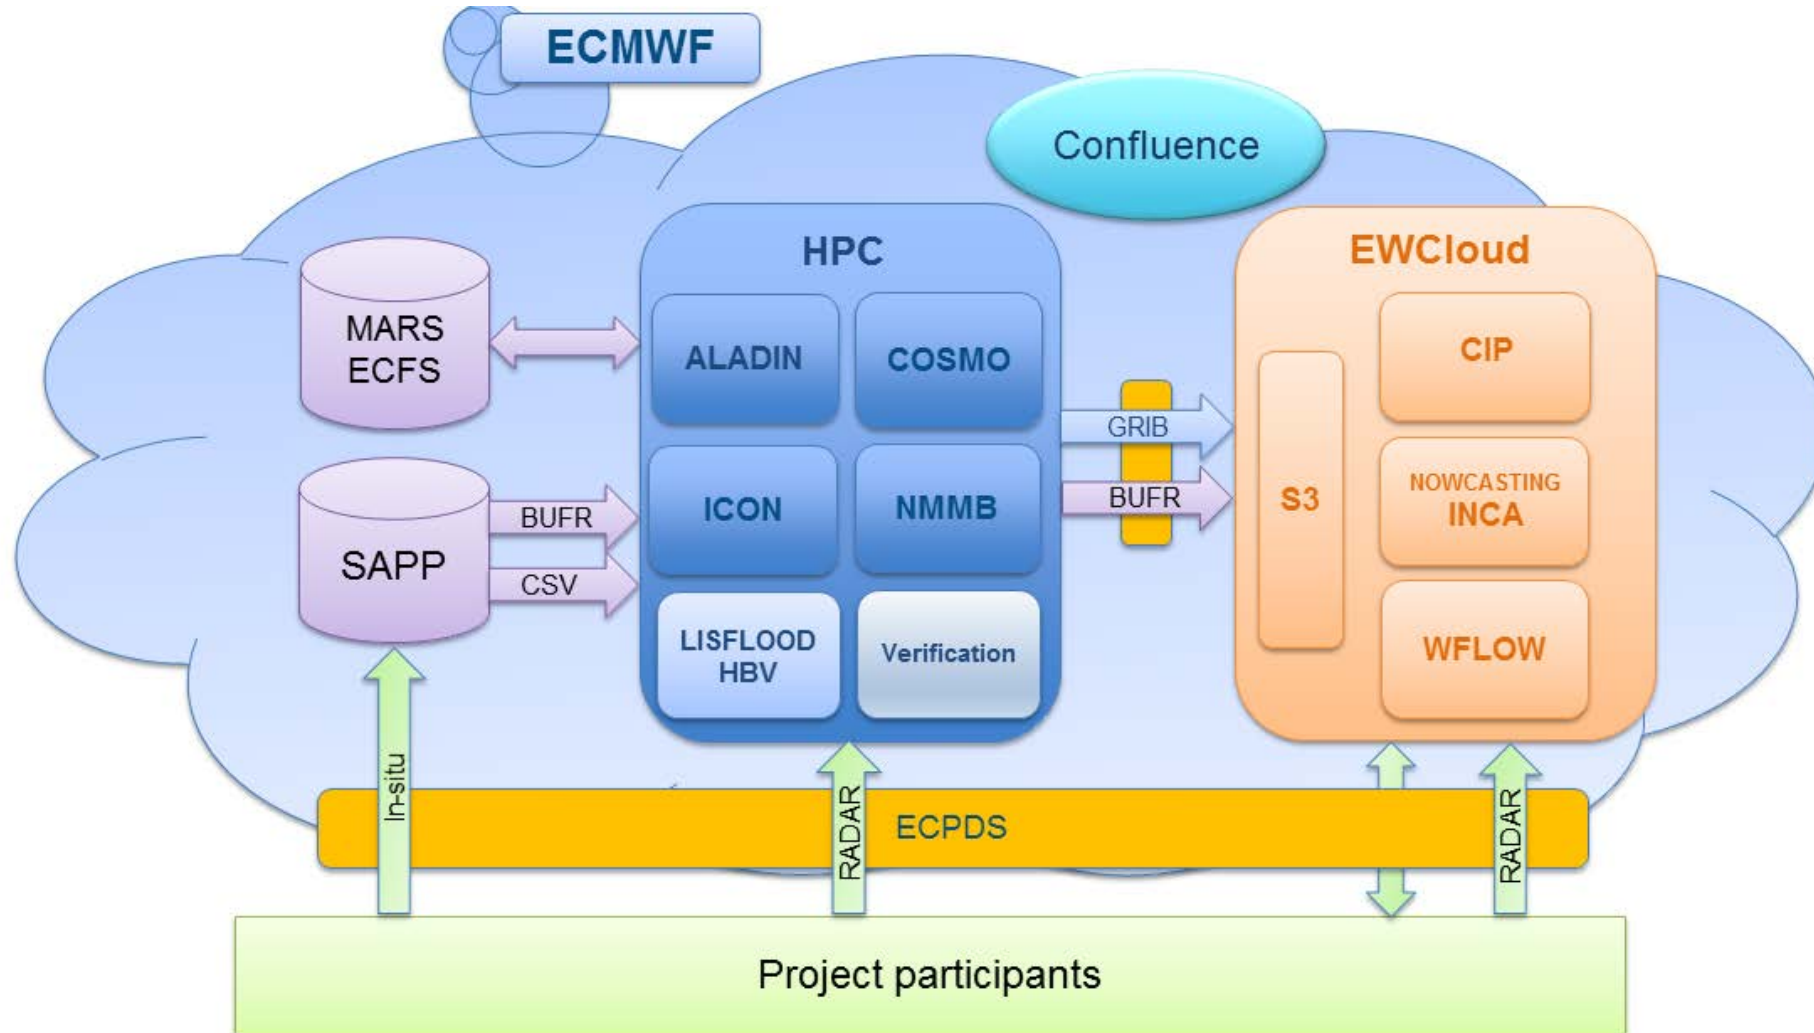 ECMWF
Confluence
HPC
EWCloud
MARS
ECFS
ALADIN
COSMO
CIP
GRIB
SAPP
BUFR
CSV
ICON
NMMB
BUFR
S3
NOWCASTING
INCA
LISFLOOD
HBV
Verification
WFLOW
In-situ
RADAR
ECPDS
RADAR
Project participants